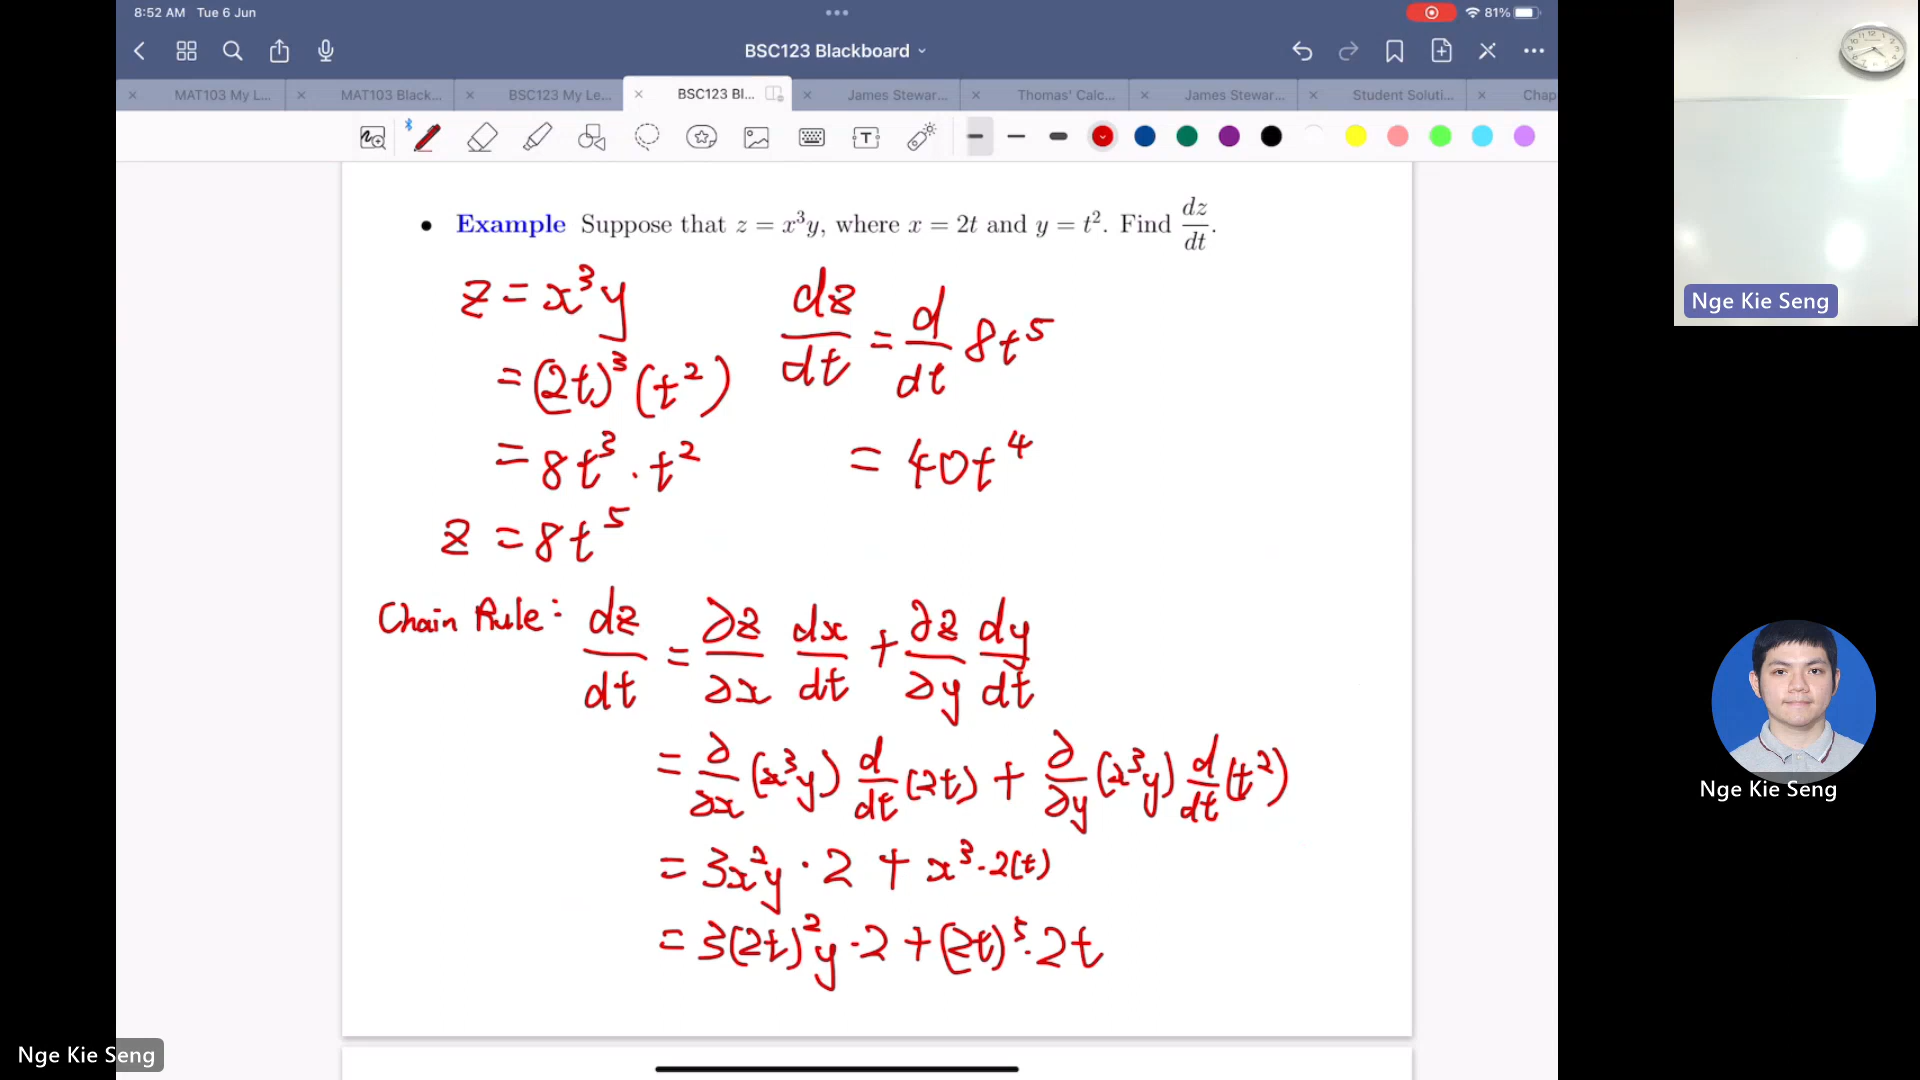 8:52 AM Tue 6 Jun
81%
BSC123 Blackboard
MAT103 My L...
MAT103 Black...
BSC123 My Le...
BSC123 Bl...
James Stewar...
Thomas' Calc...
James Stewar...
Student Soluti...
Chap
• Example Suppose that z = x³y, where x = 2t and y = t². Find dz/dt.
z = x³y
= (2t)³(t²)
= 8t³ · t²
z = 8t⁵
dz/dt = d/dt 8t⁵
= 40t⁴
Chain Rule: dz/dt = ∂z/∂x dx/dt + ∂z/∂y dy/dt
= ∂/∂x (x³y) d/dt (2t) + ∂/∂y (x³y) d/dt (t²)
= 3x²y · 2 + x³ · 2(t)
= 3(2t)²y · 2 + (2t)³ · 2t
Nge Kie Seng
Nge Kie Seng
Nge Kie Seng